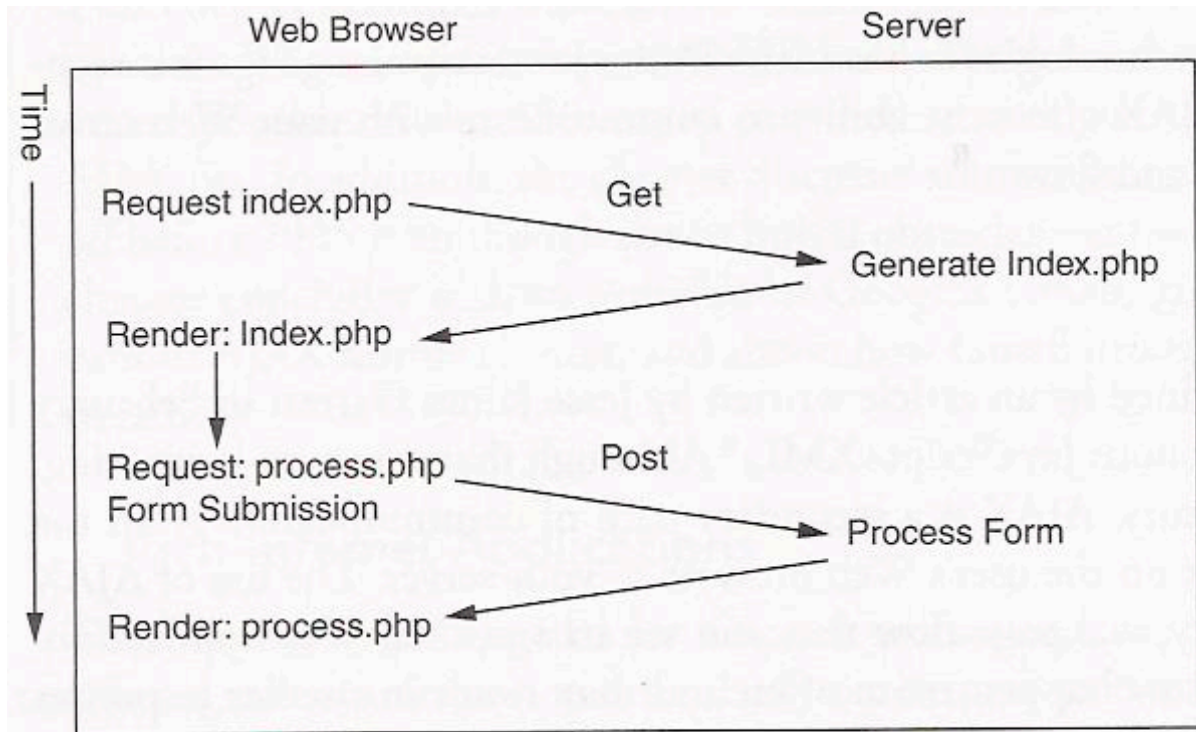 Web Browser
Server
Time
Request index.php
Get
Generate Index.php
Render: Index.php
Request: process.php
Form Submission
Post
Process Form
Render: process.php